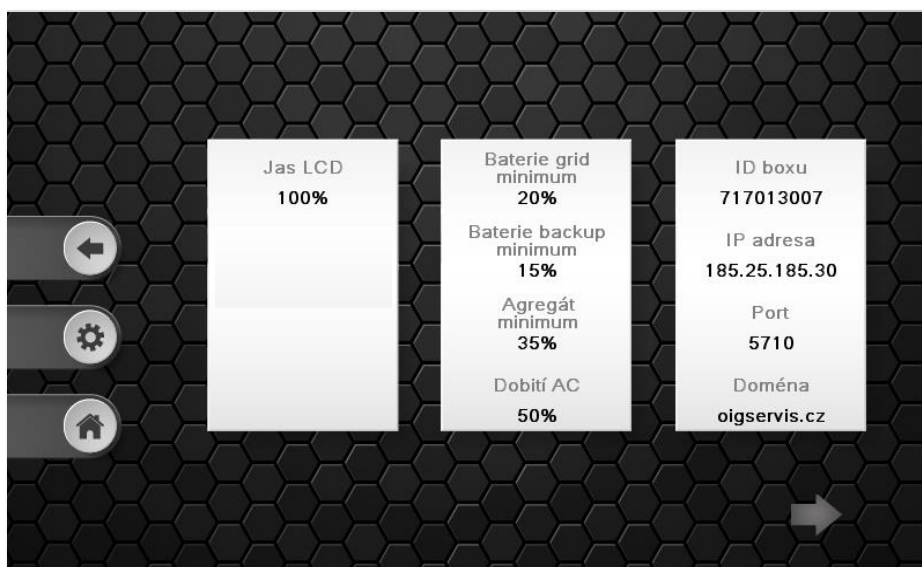 Jas LCD
100%
Baterie grid
minimum
20%
Baterie backup
minimum
15%
Agregát
minimum
35%
Dobití AC
50%
ID boxu
717013007
IP adresa
185.25.185.30
Port
5710
Doména
oigservis.cz